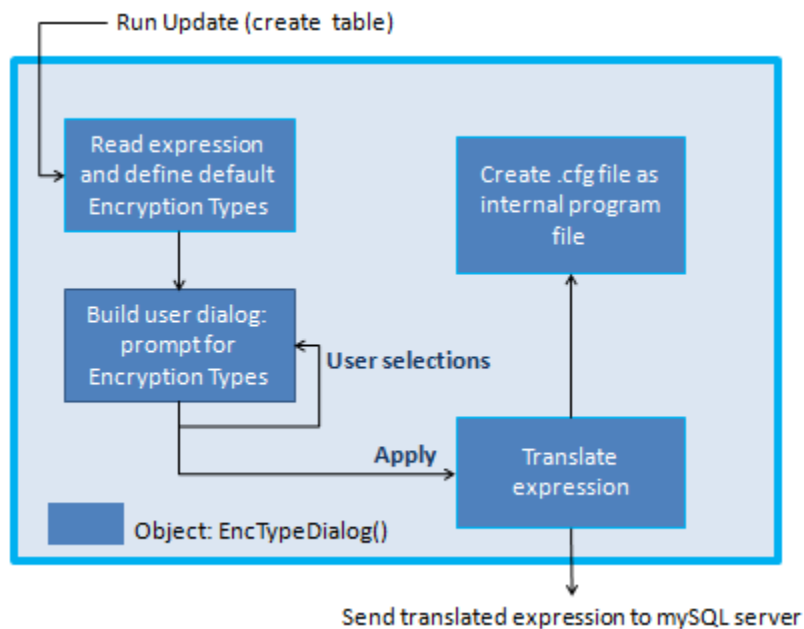 Run Update (create table)
Read expression
and define default
Encryption Types
Create .cfg file as
internal program
file
Build user dialog:
prompt for
Encryption Types
User selections
Apply
Translate
expression
Object: EncTypeDialog()
Send translated expression to mySQL server